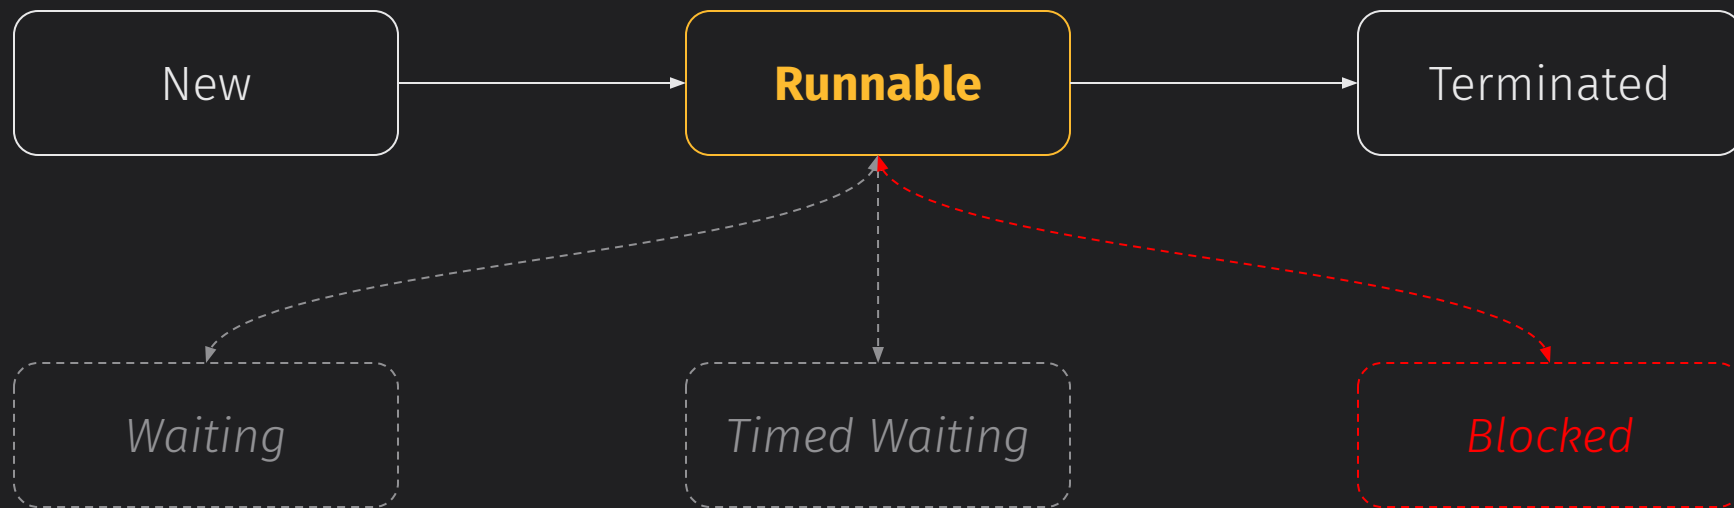 New
Runnable
Terminated
Waiting
Timed Waiting
Blocked